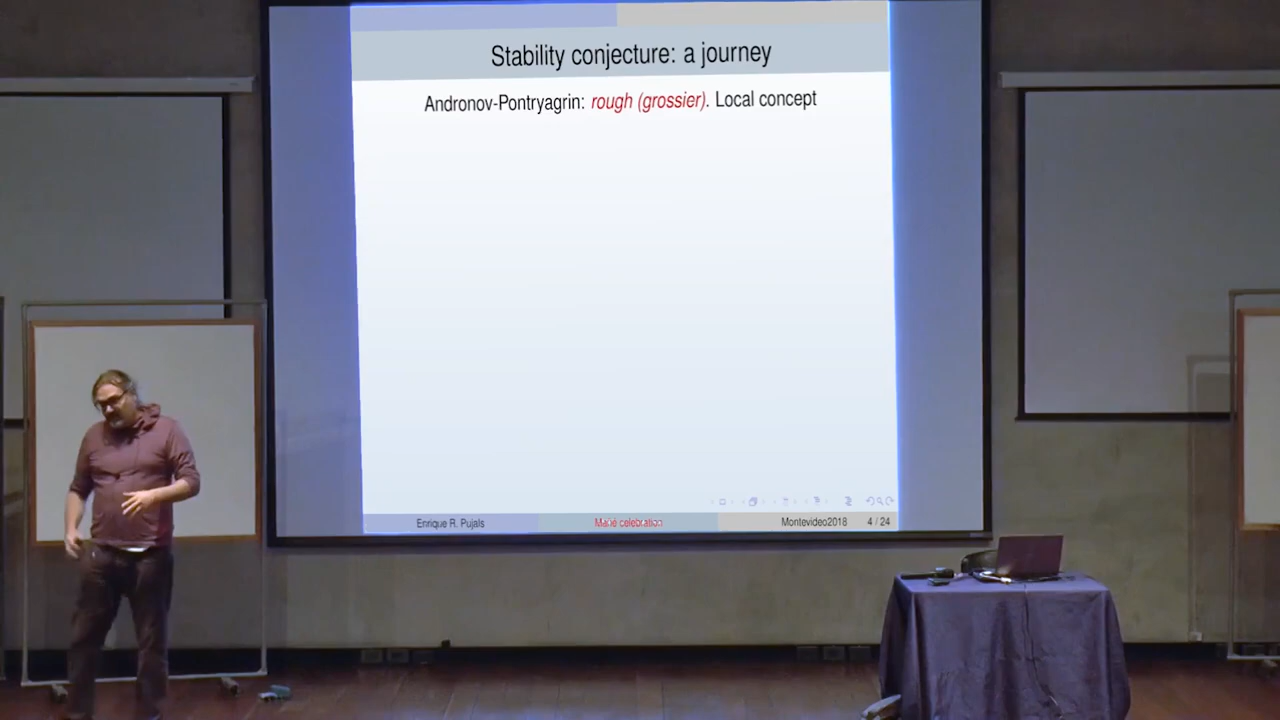 Stability conjecture: a journey
Andronov-Pontryagrin: rough (grossier). Local concept
Enrique R. Pujals
Mañé celebration
Montevideo2018
4 / 24